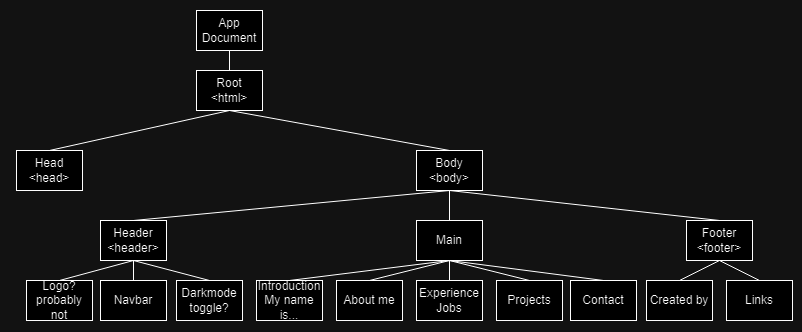 App
Document
Root
<html>
Head
<head>
Body
<body>
Header
<header>
Main
Footer
<footer>
Logo?
probably
not
Navbar
Darkmode
toggle?
Introduction
My name
is...
About me
Experience
Jobs
Projects
Contact
Created by
Links